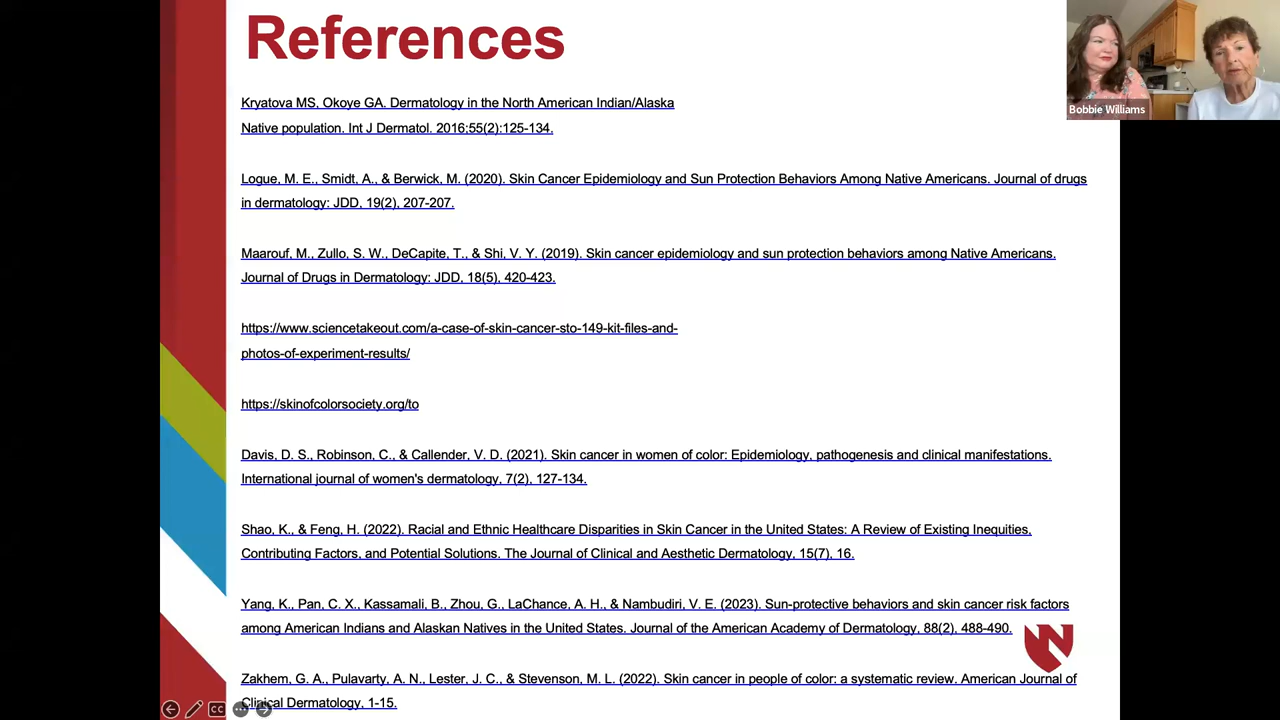 References
Kryatova MS, Okoye GA. Dermatology in the North American Indian/Alaska
Native population. Int J Dermatol. 2016;55(2):125-134.
Logue, M. E., Smidt, A., & Berwick, M. (2020). Skin Cancer Epidemiology and Sun Protection Behaviors Among Native Americans. Journal of drugs
in dermatology: JDD, 19(2), 207-207.
Maarouf, M., Zullo, S. W., DeCapite, T., & Shi, V. Y. (2019). Skin cancer epidemiology and sun protection behaviors among Native Americans.
Journal of Drugs in Dermatology: JDD, 18(5), 420-423.
https://www.sciencetakeout.com/a-case-of-skin-cancer-sto-149-kit-files-and-
photos-of-experiment-results/
https://skinofcolorsociety.org/to
Davis, D. S., Robinson, C., & Callender, V. D. (2021). Skin cancer in women of color: Epidemiology, pathogenesis and clinical manifestations.
International journal of women's dermatology, 7(2), 127-134.
Shao, K., & Feng, H. (2022). Racial and Ethnic Healthcare Disparities in Skin Cancer in the United States: A Review of Existing Inequities,
Contributing Factors, and Potential Solutions. The Journal of Clinical and Aesthetic Dermatology, 15(7), 16.
Yang, K., Pan, C. X., Kassamali, B., Zhou, G., LaChance, A. H., & Nambudiri, V. E. (2023). Sun-protective behaviors and skin cancer risk factors
among American Indians and Alaskan Natives in the United States. Journal of the American Academy of Dermatology, 88(2), 488-490.
Zakhem, G. A., Pulavarty, A. N., Lester, J. C., & Stevenson, M. L. (2022). Skin cancer in people of color: a systematic review. American Journal of
Clinical Dermatology, 1-15.
Bobbie Williams
CC
N